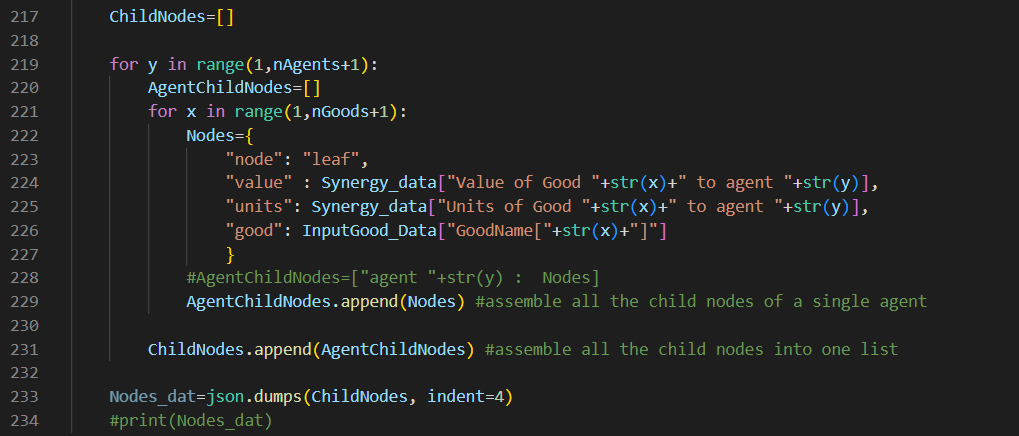 217 ChildNodes=[]
218
219 for y in range(1,nAgents+1):
220 AgentChildNodes=[]
221 for x in range(1,nGoods+1):
222 Nodes={
223 "node": "leaf",
224 "value" : Synergy_data["Value of Good "+str(x)+" to agent "+str(y)],
225 "units": Synergy_data["Units of Good "+str(x)+" to agent "+str(y)],
226 "good": InputGood_Data["GoodName["+str(x)+"]"]
227 }
228 #AgentChildNodes=["agent "+str(y) :  Nodes]
229 AgentChildNodes.append(Nodes) #assemble all the child nodes of a single agent
230
231 ChildNodes.append(AgentChildNodes) #assemble all the child nodes into one list
232
233 Nodes_dat=json.dumps(ChildNodes, indent=4)
234 #print(Nodes_dat)